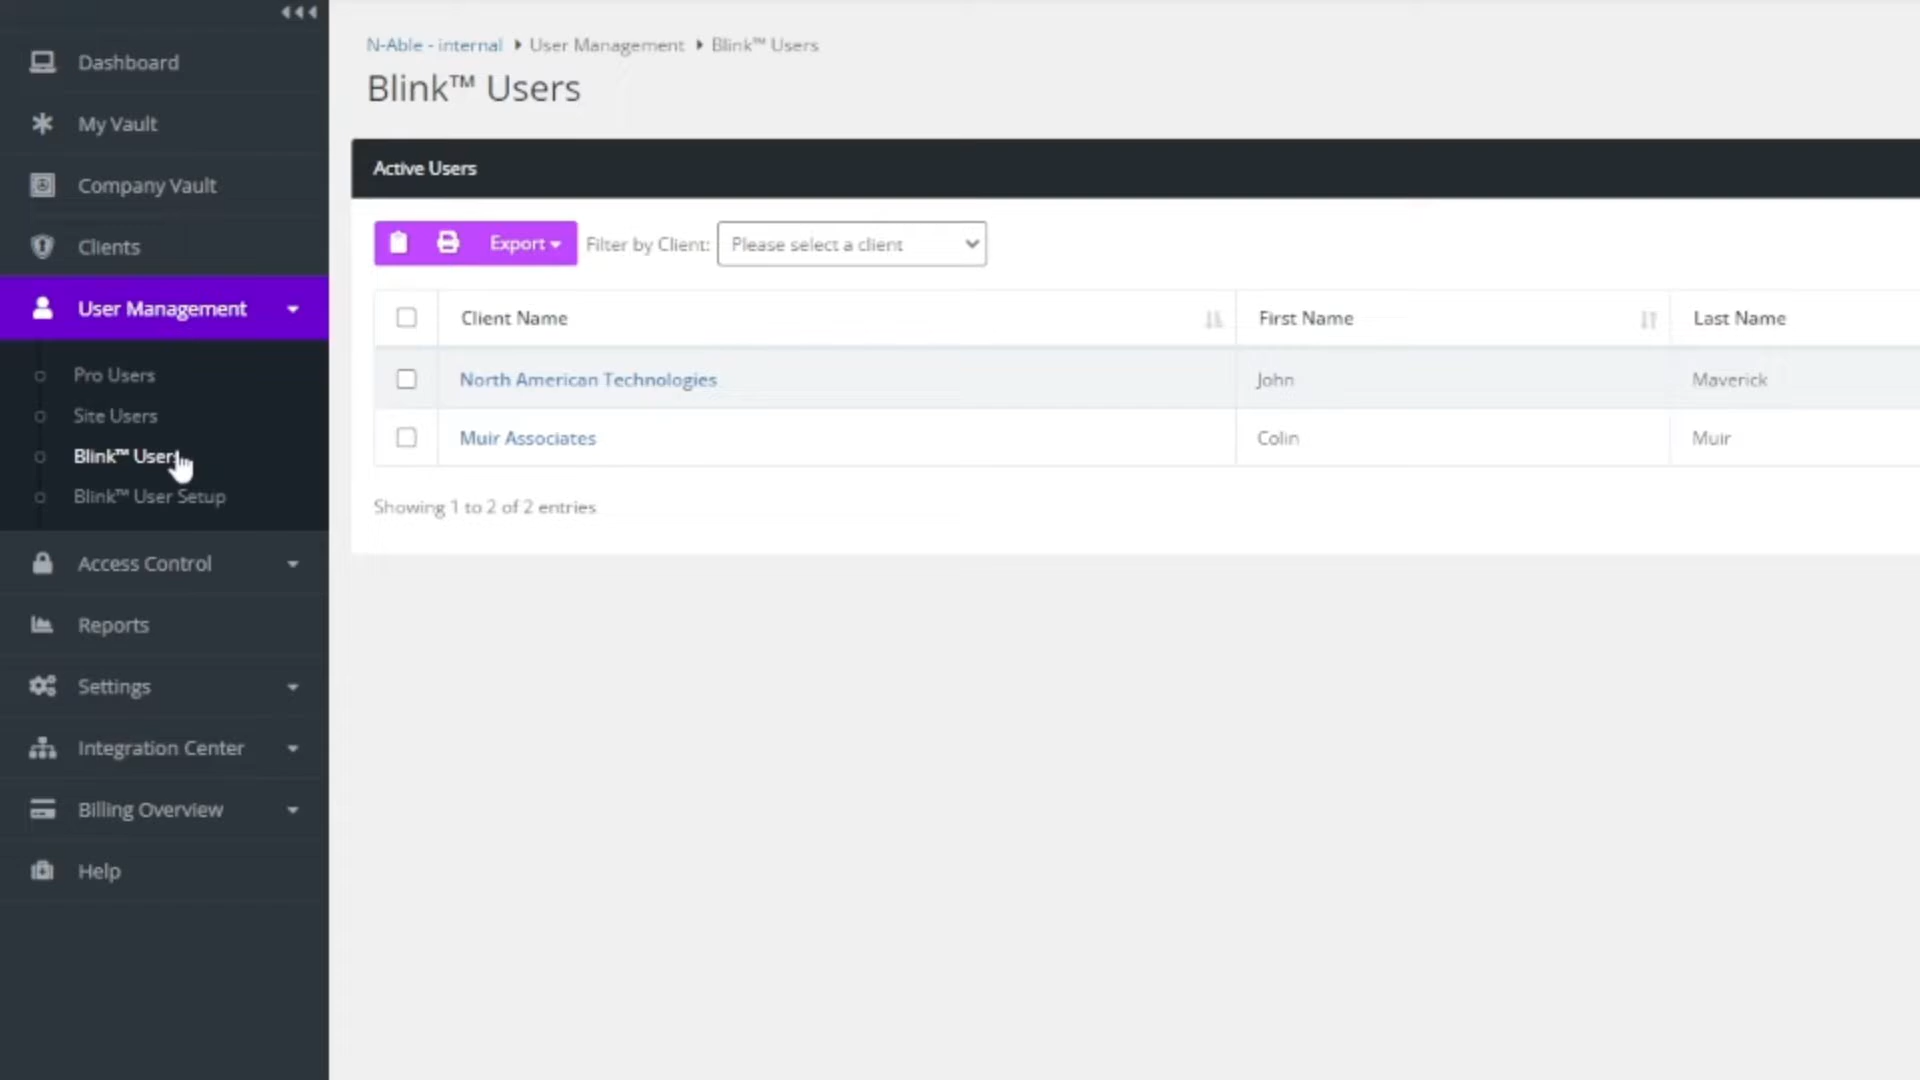 Dashboard
My Vault
Company Vault
Clients
User Management
Pro Users
Site Users
Blink™ Users
Blink™ User Setup
Access Control
Reports
Settings
Integration Center
Billing Overview
Help
N-Able - internal User Management Blink™ Users
Blink™ Users
Active Users
Export Filter by Client: Please select a client
Client Name First Name Last Name
North American Technologies John Maverick
Muir Associates Colin Muir
Showing 1 to 2 of 2 entries